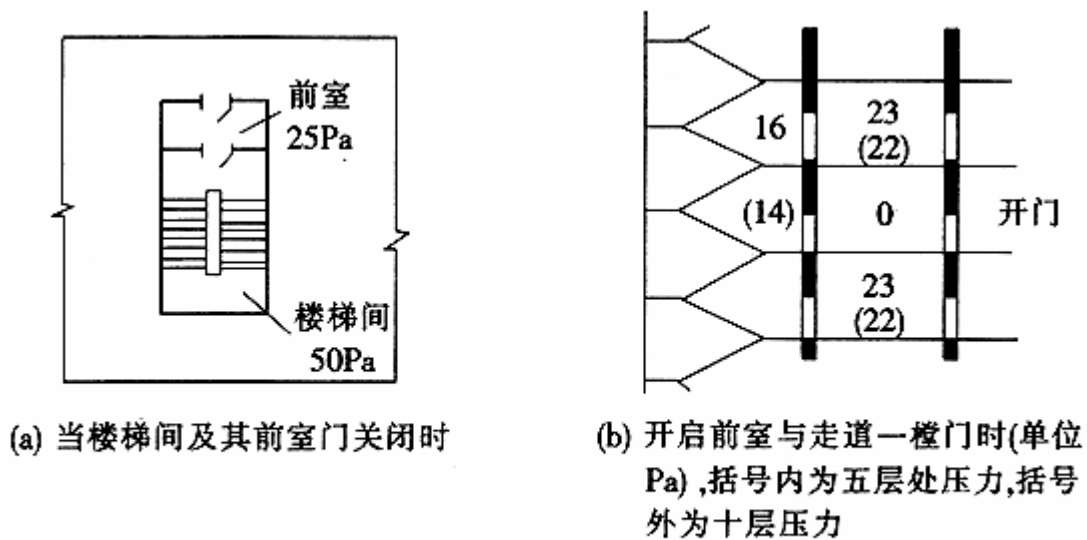 前室
25Pa
楼梯间
50Pa
(a) 当楼梯间及其前室门关闭时
16
23
(22)
(14)
0
开门
23
(22)
(b) 开启前室与走道一樘门时(单位
Pa) ,括号内为五层处压力,括号
外为十层压力